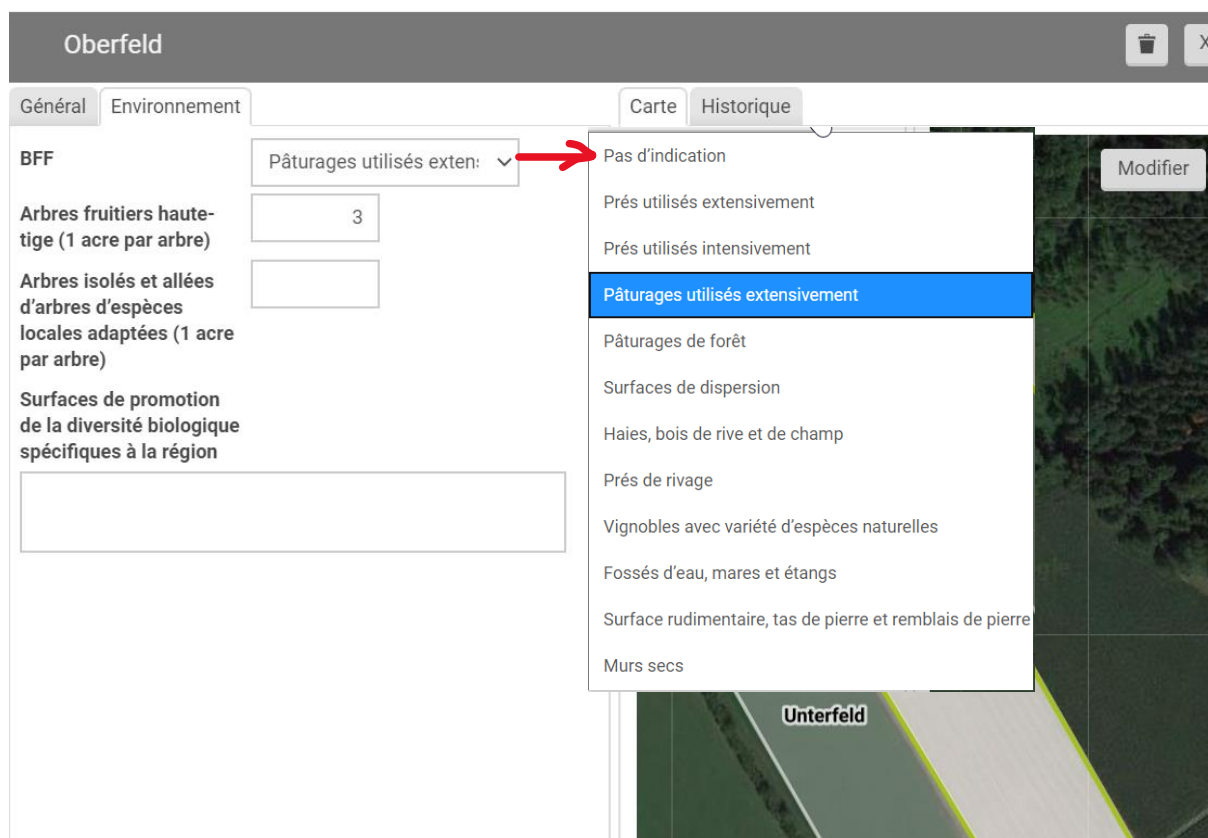 Oberfeld
X
Général
Environnement
Carte
Historique
BFF
Pâturages utilisés exten
Arbres fruitiers haute-
tige (1 acre par arbre)
3
Arbres isolés et allées
d'arbres d'espèces
locales adaptées (1 acre
par arbre)
Surfaces de promotion
de la diversité biologique
spécifiques à la région
Pas d'indication
Prés utilisés extensivement
Prés utilisés intensivement
Pâturages utilisés extensivement
Pâturages de forêt
Surfaces de dispersion
Haies, bois de rive et de champ
Prés de rivage
Vignobles avec variété d'espèces naturelles
Fossés d'eau, mares et étangs
Surface rudimentaire, tas de pierre et remblais de pierre
Murs secs
Modifier
Unterfeld